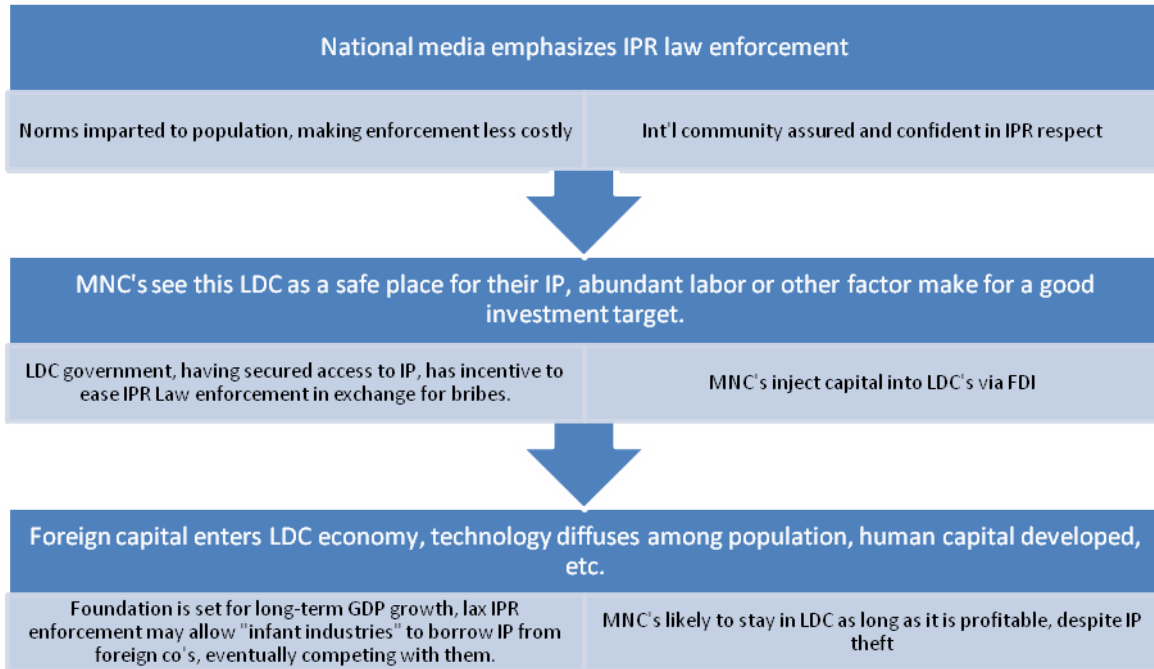 National media emphasizes IPR law enforcement
Norms imparted to population, making enforcement less costly
Int'l community assured and confident in IPR respect
MNC's see this LDC as a safe place for their IP, abundant labor or other factor make for a good
investment target.
LDC government, having secured access to IP, has incentive to
ease IPR Law enforcement in exchange for bribes.
MNC's inject capital into LDC's via FDI
Foreign capital enters LDC economy, technology diffuses among population, human capital developed,
etc.
Foundation is set for long-term GDP growth, lax IPR
enforcement may allow "infant industries" to borrow IP from
foreign co's, eventually competing with them.
MNC's likely to stay in LDC as long as it is profitable, despite IP
theft